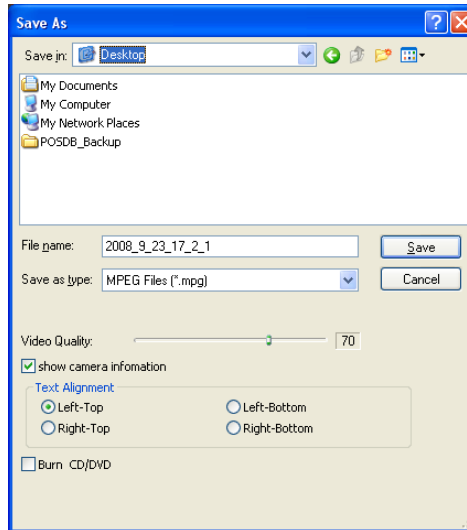 Save As
Save in: Desktop
My Documents
My Computer
My Network Places
POSDB_Backup
File name: 2008_9_23_17_2_1 Save
Save as type: MPEG Files (*.mpg) Cancel
Video Quality: 70
show camera infomation
Text Alignment
Left-Top Left-Bottom
Right-Top Right-Bottom
Burn CD/DVD